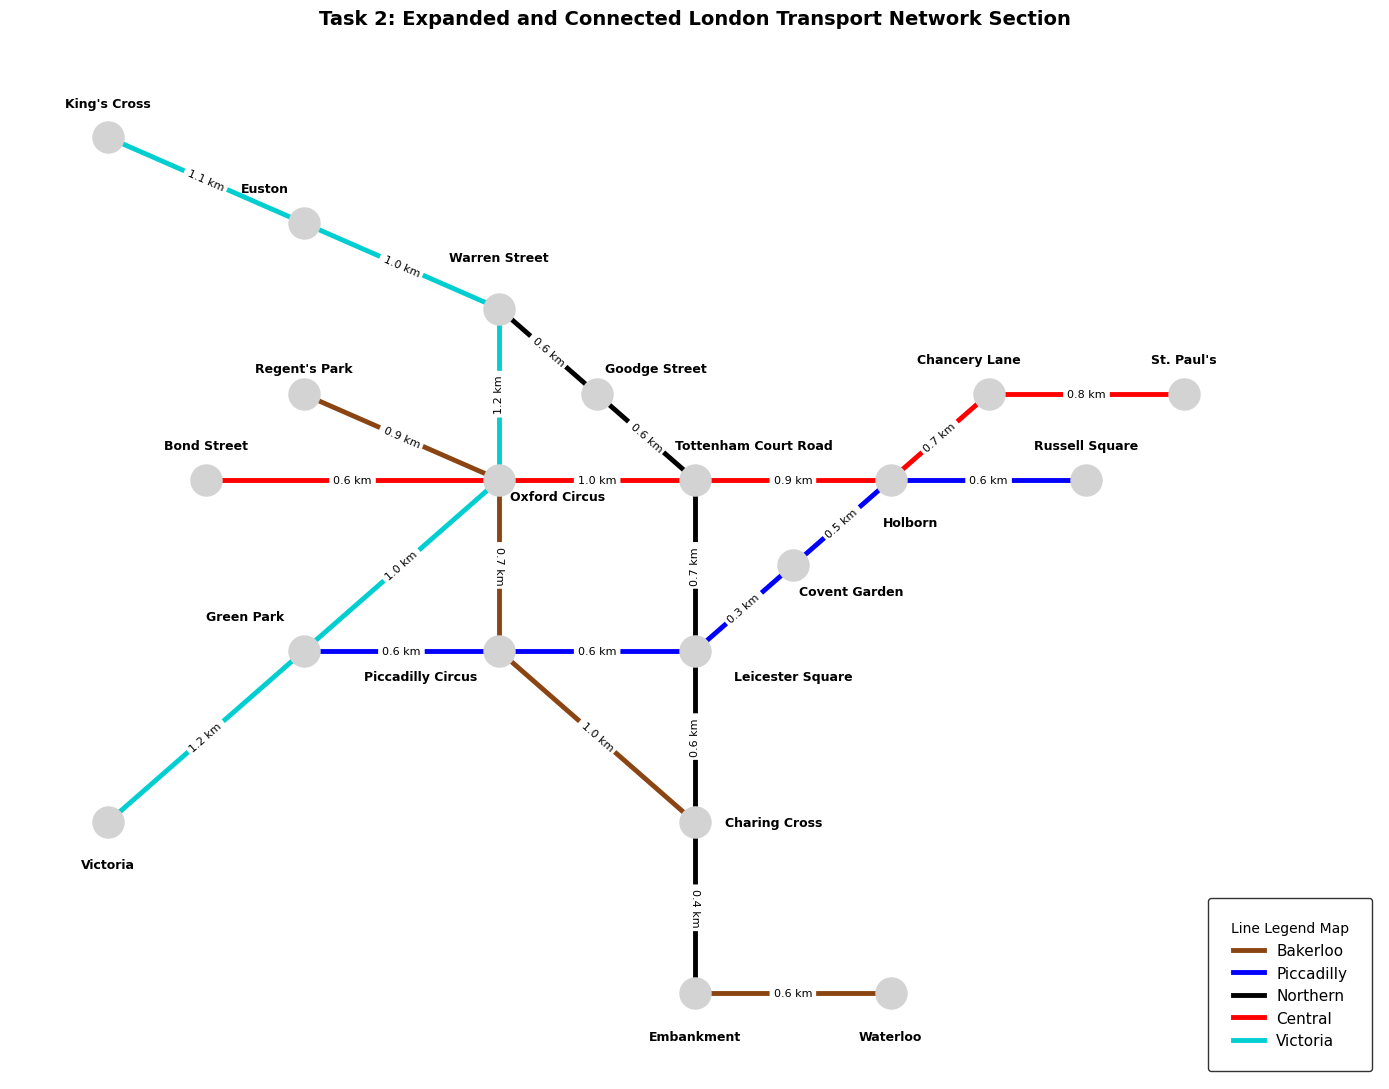 Task 2: Expanded and Connected London Transport Network Section
King's Cross
1.1 km
Euston
1.0 km
Warren Street
0.6 km
Regent's Park
Goodge Street
Chancery Lane
St. Paul's
1.2 km
0.8 km
0.9 km
0.6 km
0.7 km
Bond Street
Tottenham Court Road
Russell Square
0.6 km
1.0 km
0.9 km
0.6 km
Oxford Circus
Holborn
0.5 km
1.0 km
0.7 km
0.7 km
Covent Garden
0.3 km
Green Park
0.6 km
0.6 km
Piccadilly Circus
Leicester Square
1.2 km
1.0 km
0.6 km
Charing Cross
Victoria
0.4 km
Line Legend Map
Bakerloo
Piccadilly
Northern
Central
Victoria
0.6 km
Embankment
Waterloo